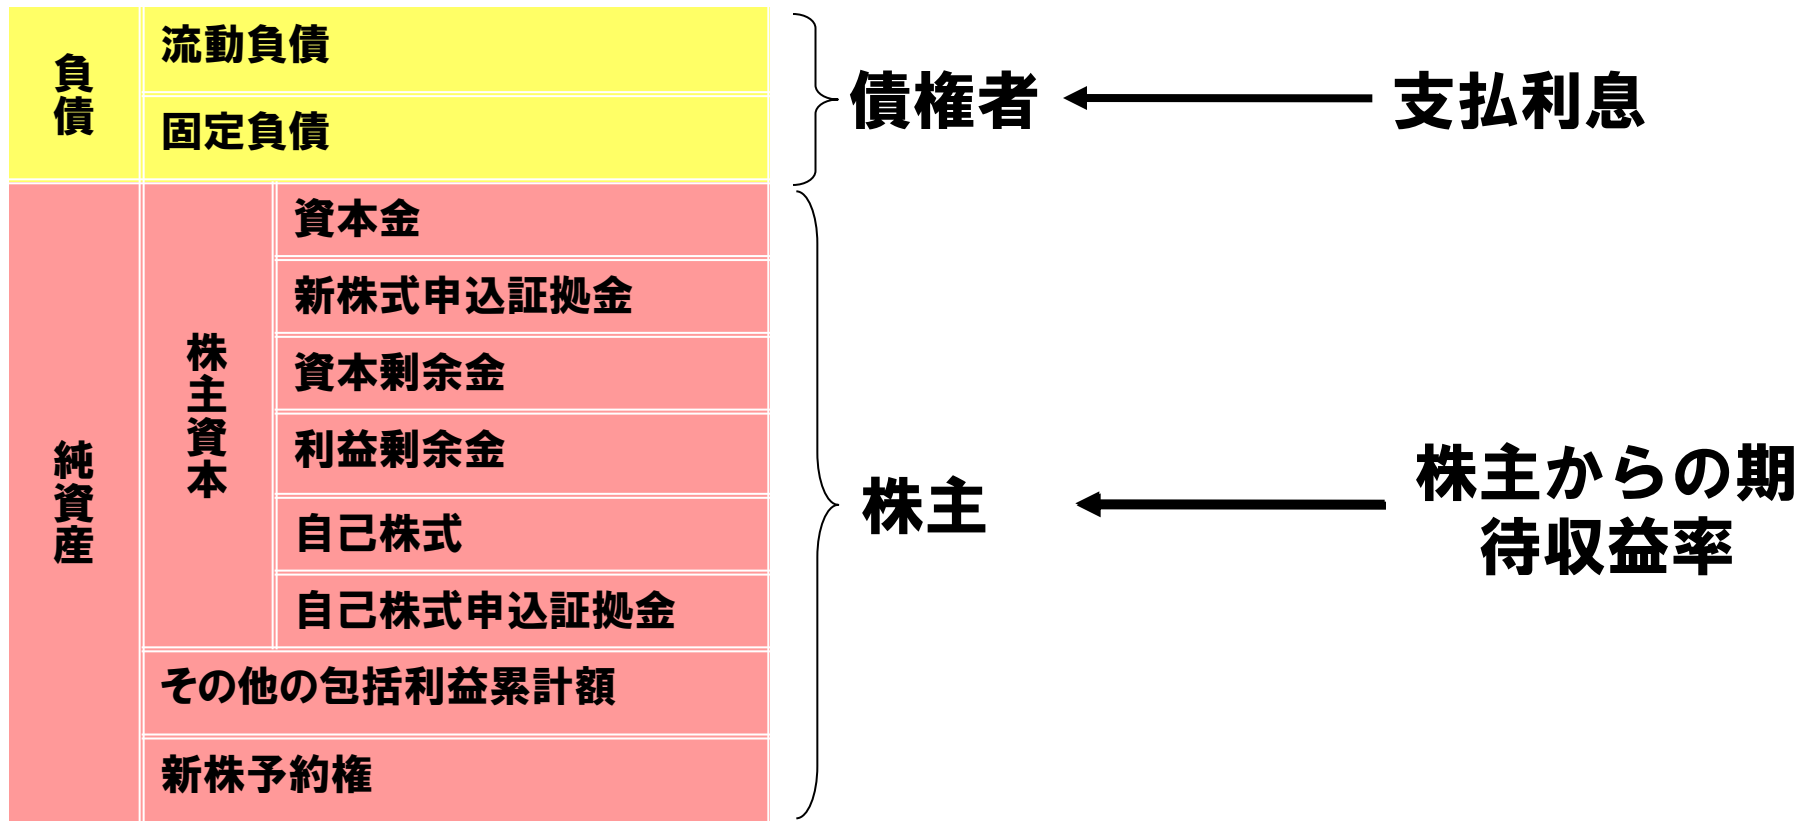 負債
流動負債
固定負債
債権者
支払利息
純資産
株主資本
資本金
新株式申込証拠金
資本剰余金
利益剰余金
自己株式
自己株式申込証拠金
その他の包括利益累計額
新株予約権
株主
株主からの期
待収益率